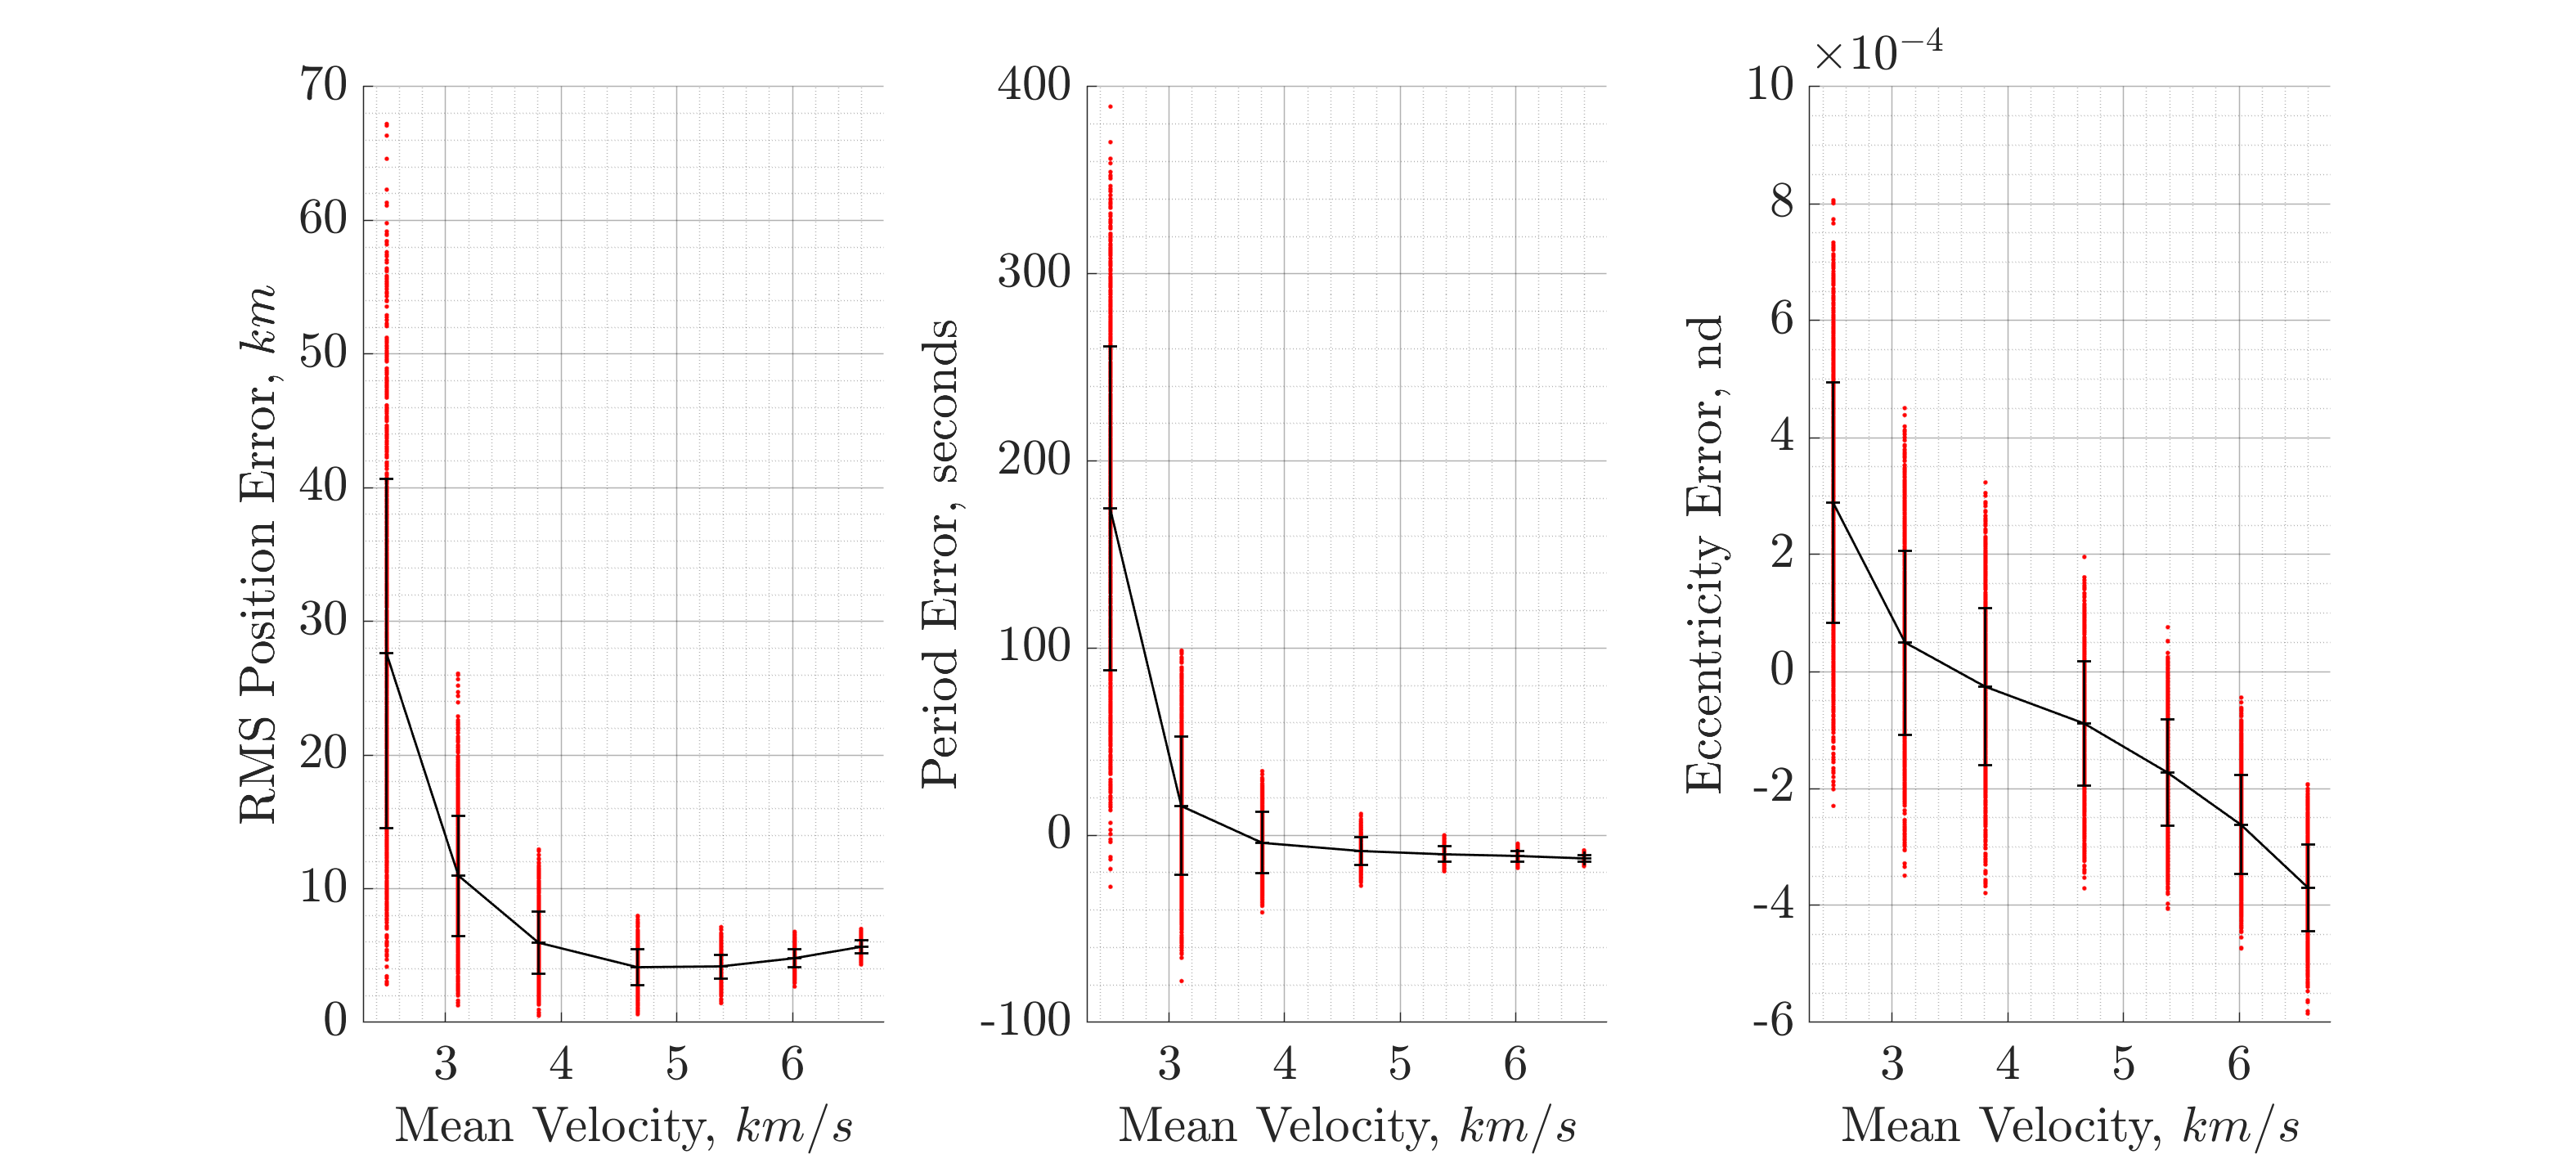 70
60
50
40
30
20
10
0
RMS Position Error, km
3 4 5 6
Mean Velocity, km/s
400
300
200
100
0
-100
Period Error, seconds
3 4 5 6
Mean Velocity, km/s
×10⁻⁴
10
8
6
4
2
0
-2
-4
-6
Eccentricity Error, nd
3 4 5 6
Mean Velocity, km/s